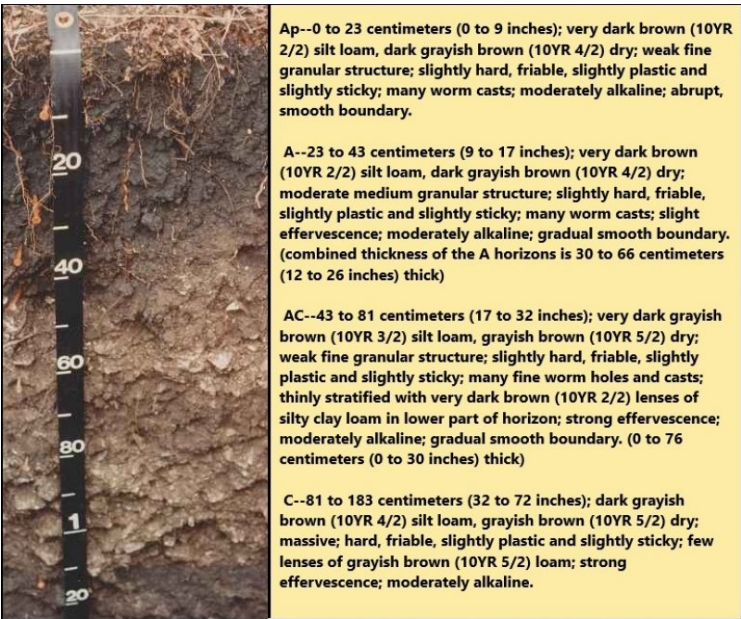 20
40
60
80
1
20
Ap--0 to 23 centimeters (0 to 9 inches); very dark brown (10YR
2/2) silt loam, dark grayish brown (10YR 4/2) dry; weak fine
granular structure; slightly hard, friable, slightly plastic and
slightly sticky; many worm casts; moderately alkaline; abrupt,
smooth boundary.
A--23 to 43 centimeters (9 to 17 inches); very dark brown
(10YR 2/2) silt loam, dark grayish brown (10YR 4/2) dry;
moderate medium granular structure; slightly hard, friable,
slightly plastic and slightly sticky; many worm casts; slight
effervescence; moderately alkaline; gradual smooth boundary.
(combined thickness of the A horizons is 30 to 66 centimeters
(12 to 26 inches) thick)
AC--43 to 81 centimeters (17 to 32 inches); very dark grayish
brown (10YR 3/2) silt loam, grayish brown (10YR 5/2) dry;
weak fine granular structure; slightly hard, friable, slightly
plastic and slightly sticky; many fine worm holes and casts;
thinly stratified with very dark brown (10YR 2/2) lenses of
silty clay loam in lower part of horizon; strong effervescence;
moderately alkaline; gradual smooth boundary. (0 to 76
centimeters (0 to 30 inches) thick)
C--81 to 183 centimeters (32 to 72 inches); dark grayish
brown (10YR 4/2) silt loam, grayish brown (10YR 5/2) dry;
massive; hard, friable, slightly plastic and slightly sticky; few
lenses of grayish brown (10YR 5/2) loam; strong
effervescence; moderately alkaline.